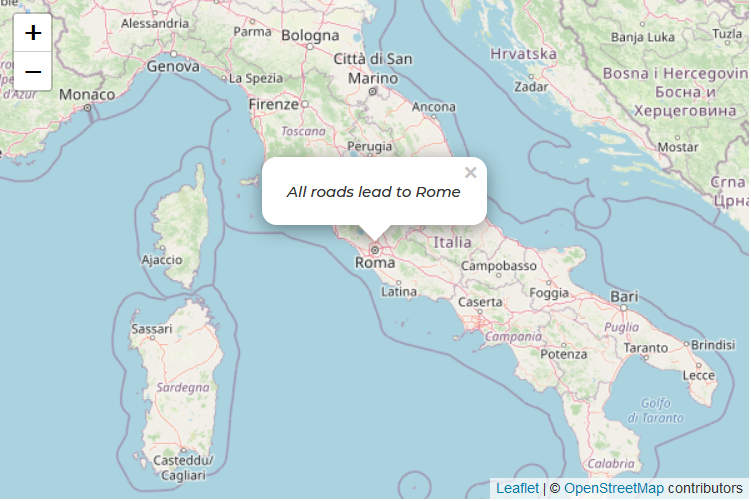 +
−
Alessandria
Parma
Bologna
Genova
Città di San
Marino
Hrvatska
Banja Luka
Tuzla
d'Azur
Monaco
La Spezia
Firenze
Toscana
Ancona
Zadar
Bosna i Hercegovina
Босна и
Херцеговина
Perugia
Mostar
×
All roads lead to Rome
Crna
Црна
Ajaccio
Italia
Roma
Campobasso
Latina
Caserta
Foggia
Bari
Sassari
Campania
Puglia
Potenza
Taranto
Brindisi
Lecce
Sardegna
Golfo
di Taranto
Casteddu/
Cagliari
Calabria
Leaflet | © OpenStreetMap contributors